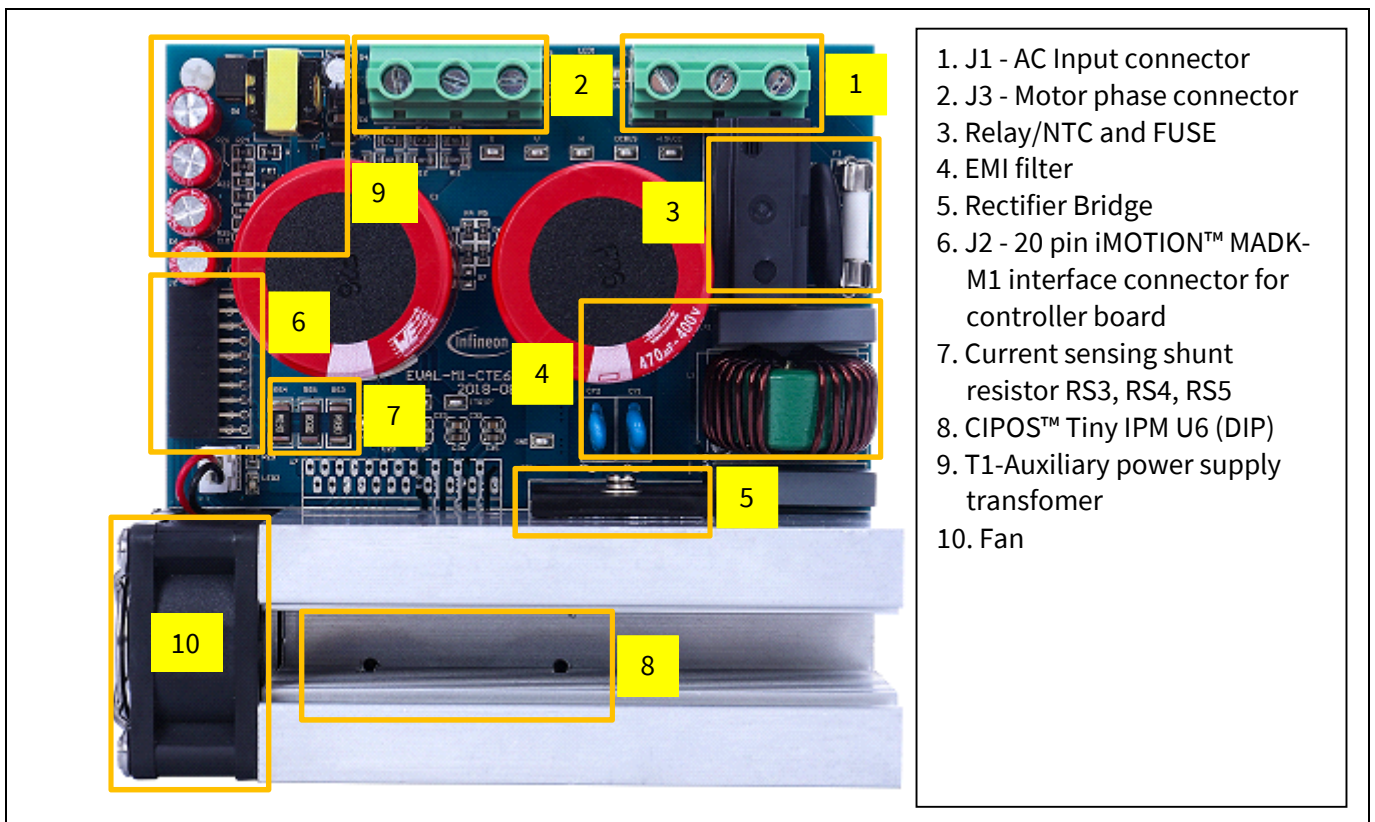 2
1
9
3
6
4
7
5
10
8
Infineon
EVAL-M1-CTE6
470µF-400V
1. J1 - AC Input connector
2. J3 - Motor phase connector
3. Relay/NTC and FUSE
4. EMI filter
5. Rectifier Bridge
6. J2 - 20 pin iMOTION™ MADK-
M1 interface connector for
controller board
7. Current sensing shunt
resistor RS3, RS4, RS5
8. CIPOS™ Tiny IPM U6 (DIP)
9. T1-Auxiliary power supply
transfomer
10. Fan